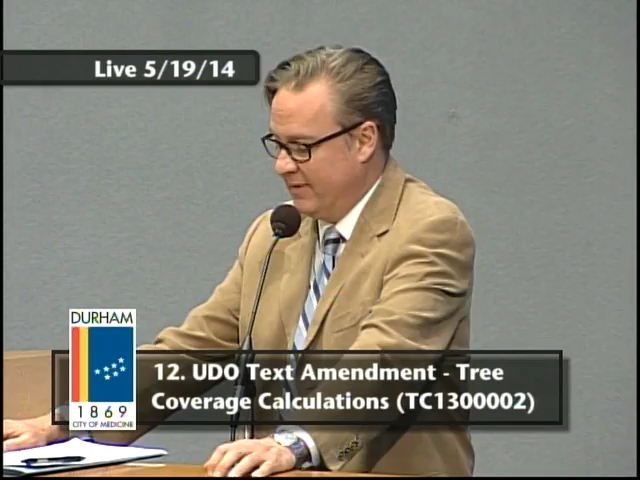 Live 5/19/14
DURHAM
1869
CITY OF MEDICINE
12. UDO Text Amendment - Tree
Coverage Calculations (TC1300002)